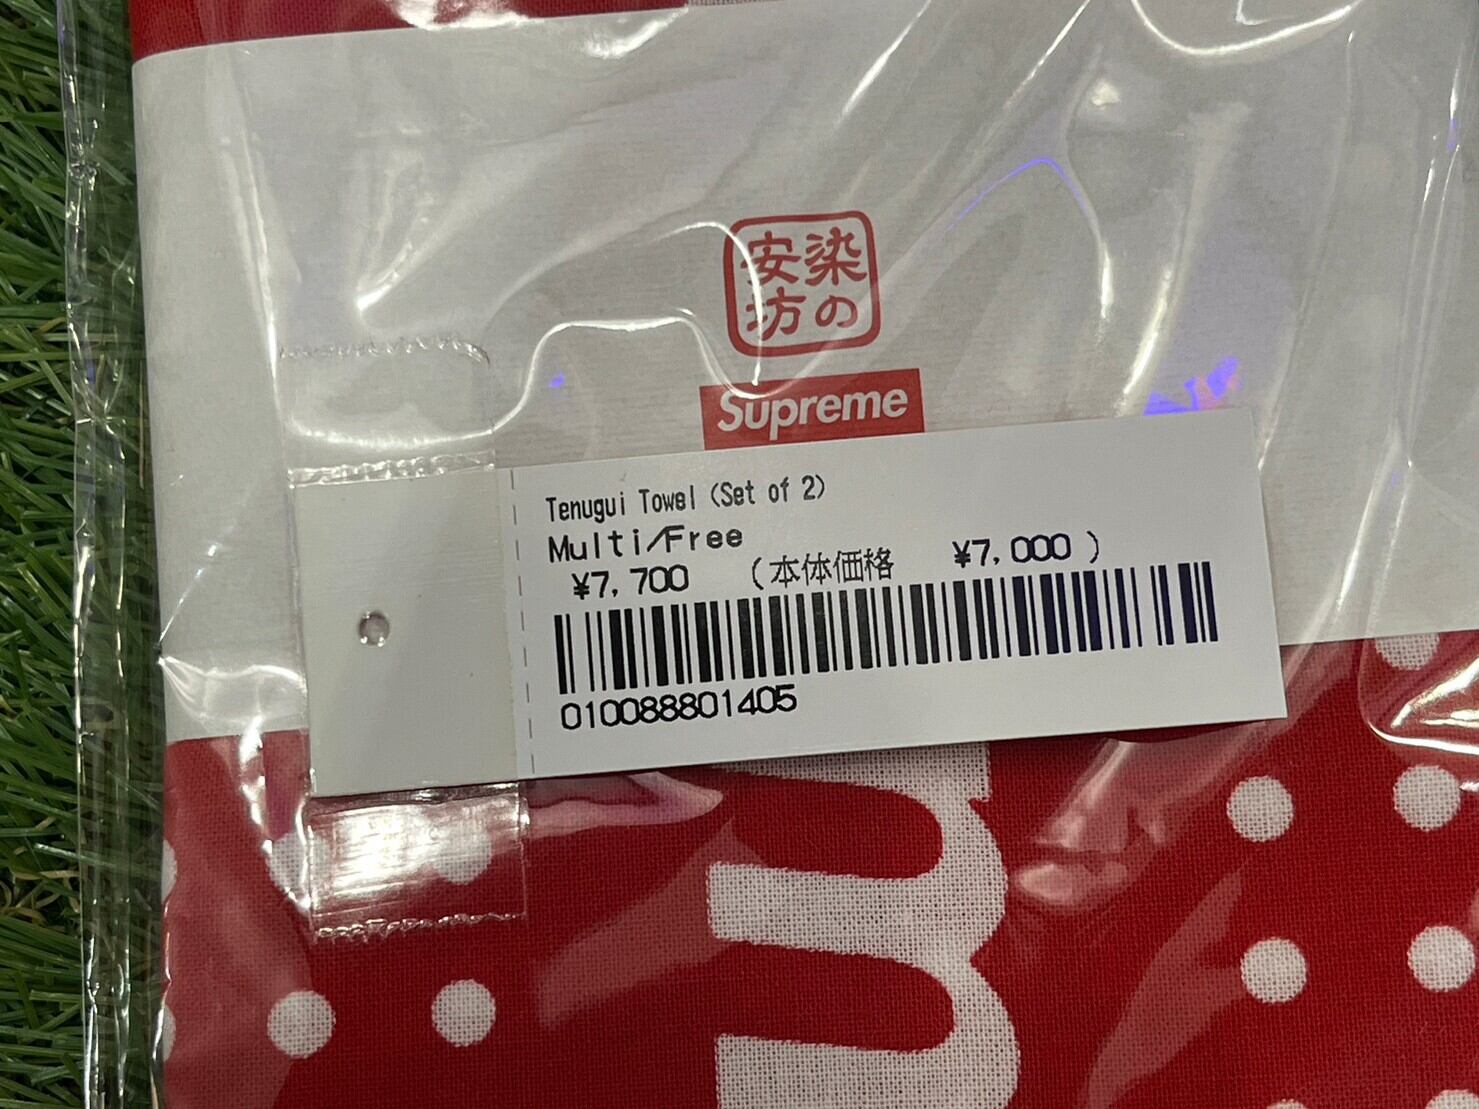 染の
安坊
Supreme
Tenugui Towel (Set of 2)
Multi/Free
¥7,700 (本体価格 ¥7,000 )
010088801405
m